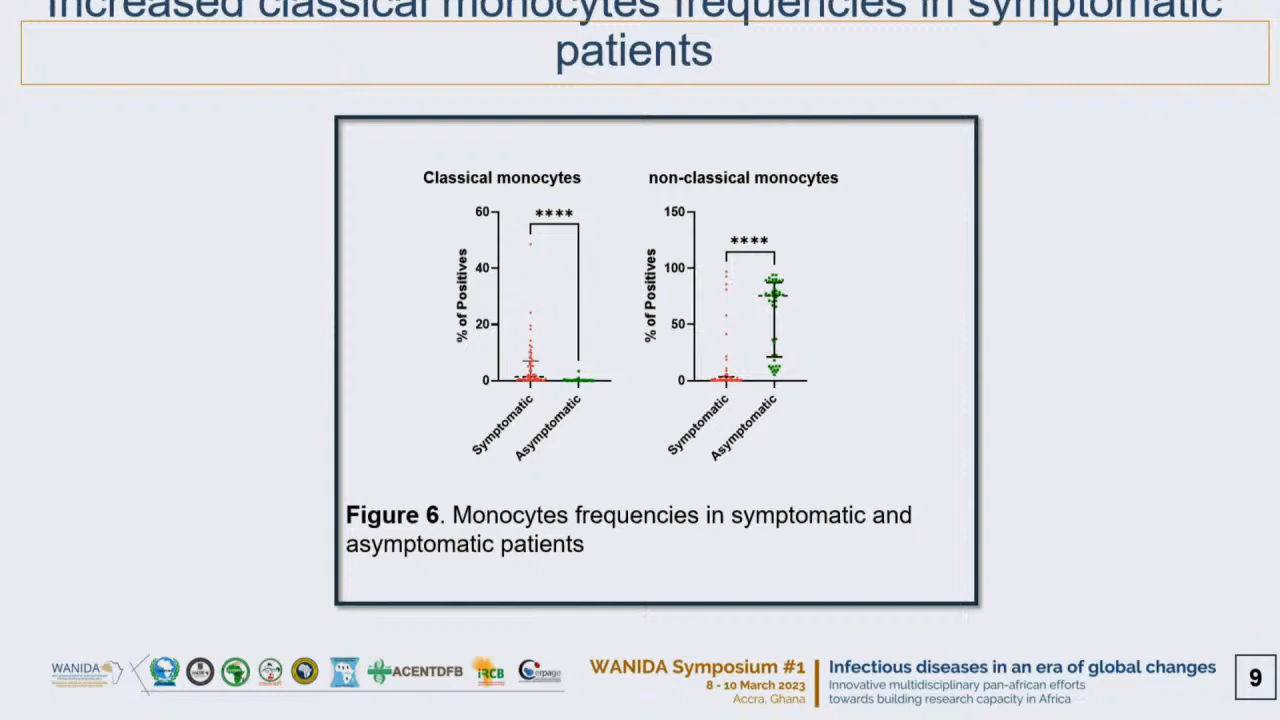 Increased classical monocytes frequencies in symptomatic
patients
Classical monocytes
60
40
20
0
% of Positives
****
Symptomatic
Asymptomatic
non-classical monocytes
150
100
50
0
% of Positives
****
Symptomatic
Asymptomatic
Figure 6. Monocytes frequencies in symptomatic and
asymptomatic patients
WANIDA
ACENTDFB
iRCB
Cerpage
WANIDA Symposium #1
8 - 10 March 2023
Accra, Ghana
Infectious diseases in an era of global changes
Innovative multidisciplinary pan-african efforts
towards building research capacity in Africa
9